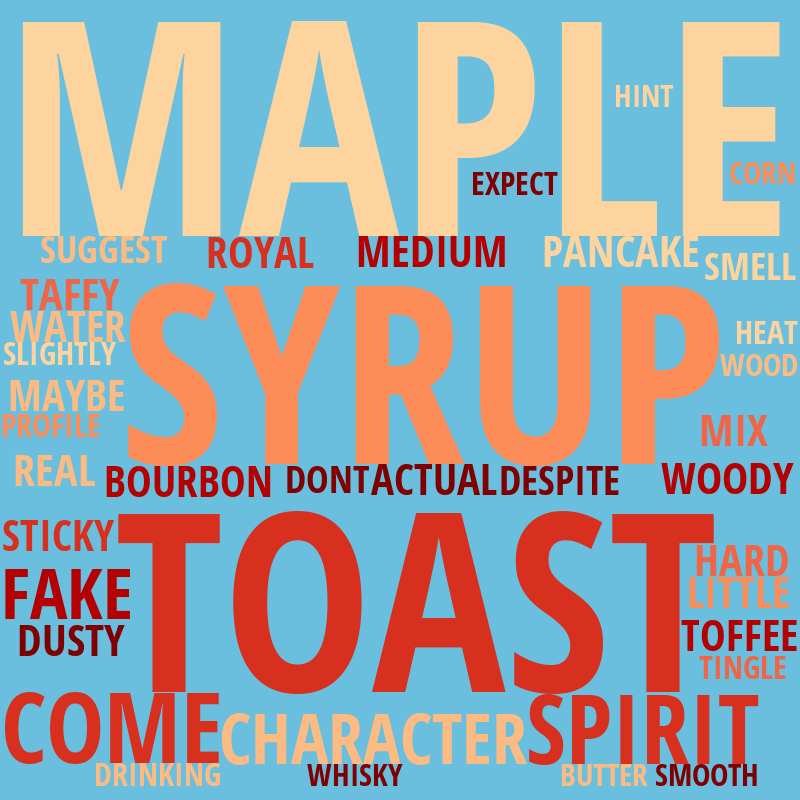 MAPLE
HINT
EXPECT
CORN
SUGGEST ROYAL MEDIUM PANCAKE SMELL
TAFFY
SYRUP
WATER
SLIGHTLY
HEAT
WOOD
MAYBE
PROFILE
MIX
REAL BOURBON DONT ACTUAL DESPITE WOODY
STICKY
TOAST
HARD
FAKE
LITTLE
DUSTY
TOFFEE
TINGLE
COME CHARACTER SPIRIT
DRINKING WHISKY BUTTER SMOOTH